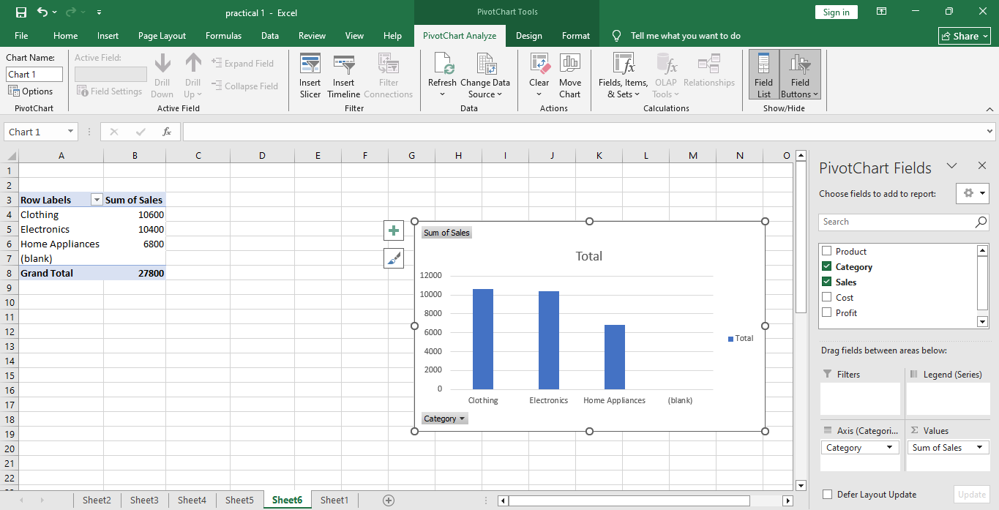 practical 1 - Excel
PivotChart Tools
Sign in
File Home Insert Page Layout Formulas Data Review View Help PivotChart Analyze Design Format Tell me what you want to do Share
Chart Name:
Chart 1
Options
PivotChart
Active Field:
Field Settings
Drill Down
Drill Up
Expand Field
Collapse Field
Active Field
Insert Slicer
Insert Timeline
Filter Connections
Filter
Refresh
Change Data Source
Data
Clear
Move Chart
Actions
Fields, Items, & Sets
OLAP Tools
Relationships
Calculations
Field List
Field Buttons
Show/Hide
Chart 1
fx
A B C D E F G H I J K L M N O
1
2
3 Row Labels Sum of Sales
4 Clothing 10600
5 Electronics 10400
6 Home Appliances 6800
7 (blank)
8 Grand Total 27800
9
10
11
12
13
14
15
16
17
18
19
20
21
22
Sum of Sales
Total
12000
10000
8000
6000
4000
2000
0
Clothing Electronics Home Appliances (blank)
Total
Category
PivotChart Fields
Choose fields to add to report:
Search
Product
Category
Sales
Cost
Profit
Drag fields between areas below:
Filters
Legend (Series)
Axis (Categori...
Σ Values
Category
Sum of Sales
Defer Layout Update
Update
Sheet2 Sheet3 Sheet4 Sheet5 Sheet6 Sheet1